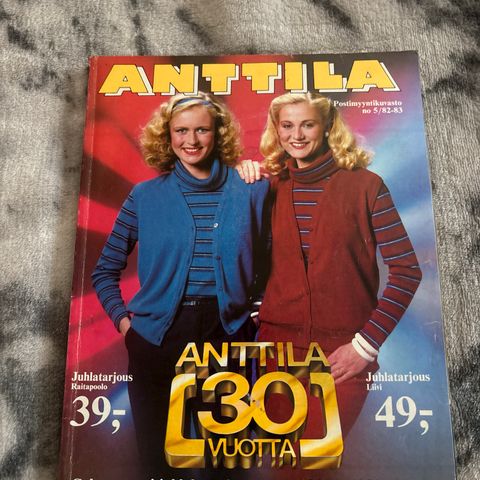 ANTTILA
Postimyyntikuvasto
no 5/82-83
ANTTILA
30
VUOTTA
Juhlatarjous
Raitapoolo
39,-
Juhlatarjous
Liivi
49,-